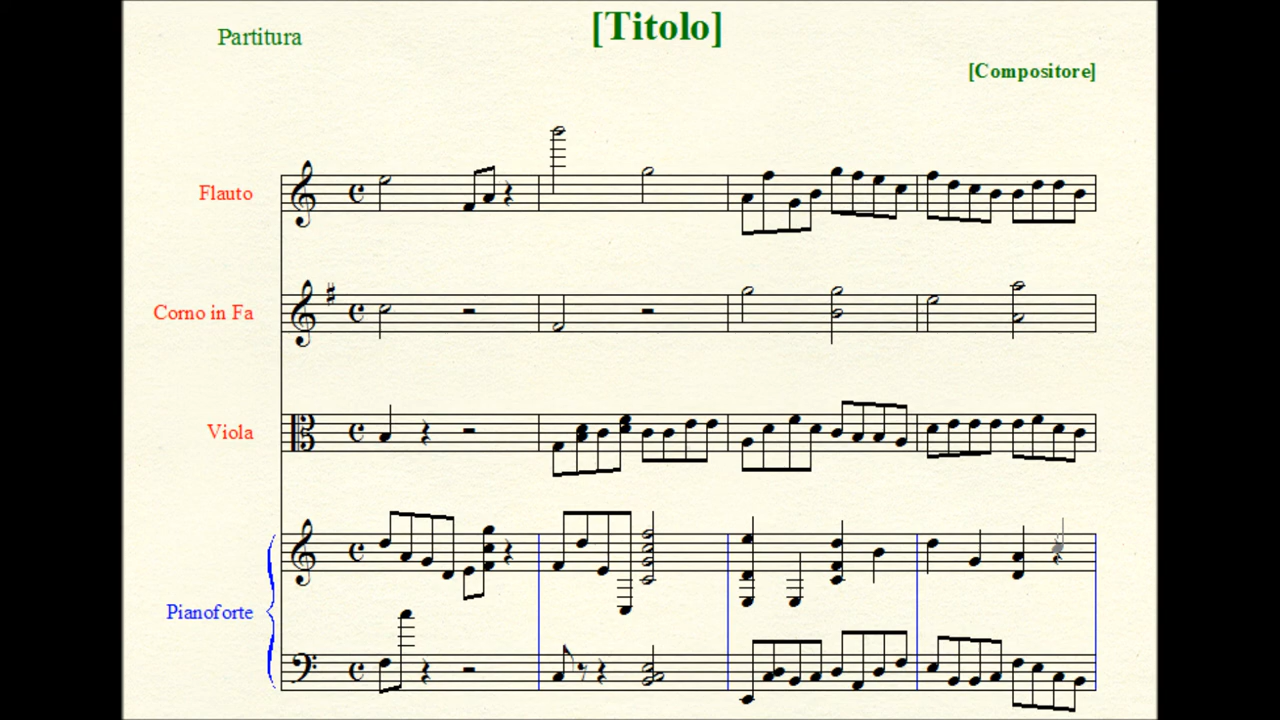 Partitura
[Titolo]
[Compositore]
Flauto
Corno in Fa
Viola
Pianoforte